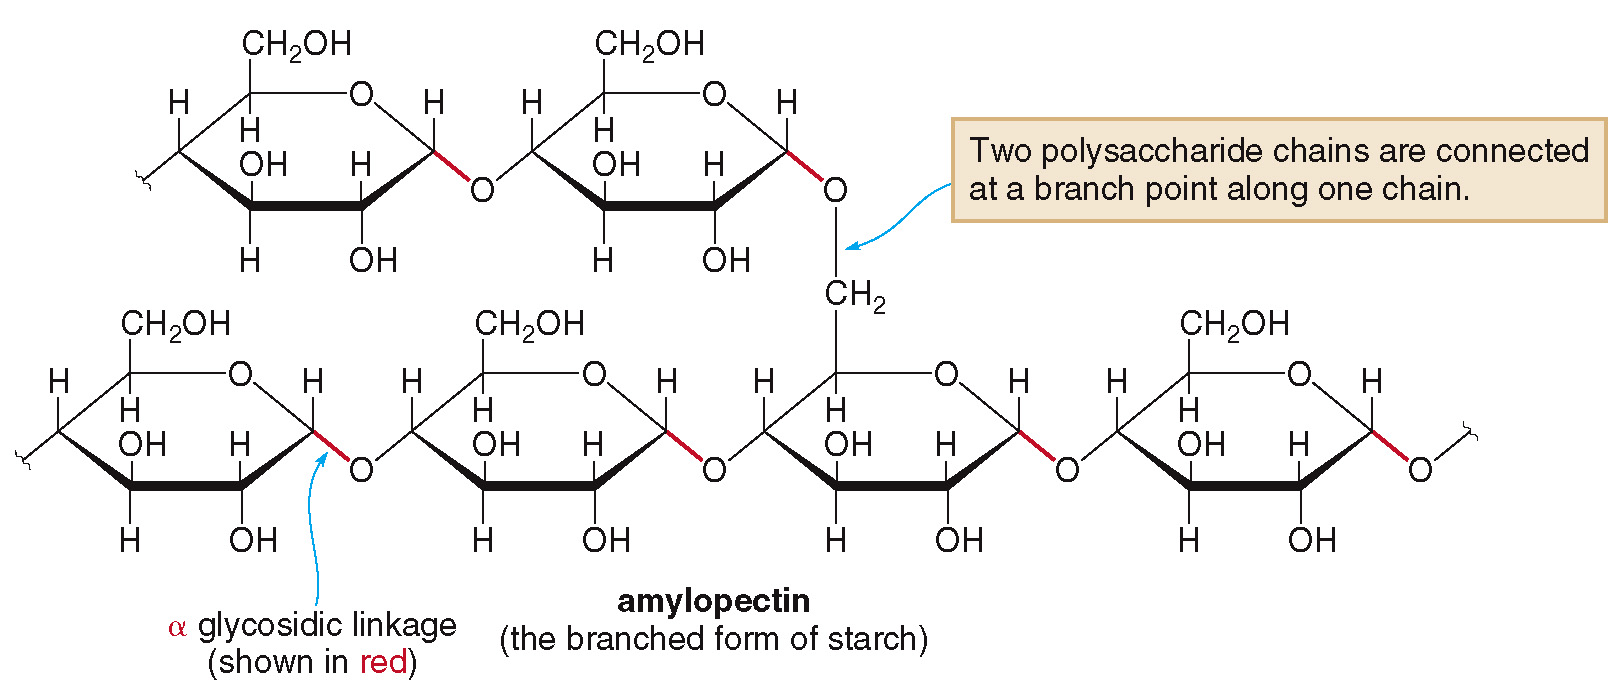 CH2OH CH2OH
H O H H O H
H H
OH H OH H
O O
H OH H OH
Two polysaccharide chains are connected
at a branch point along one chain.
CH2
CH2OH CH2OH CH2OH
H O H H O H H O H H O H
H H H H
OH H OH H OH H OH H
O O O O
H OH H OH H OH H OH
α glycosidic linkage
(shown in red)
amylopectin
(the branched form of starch)